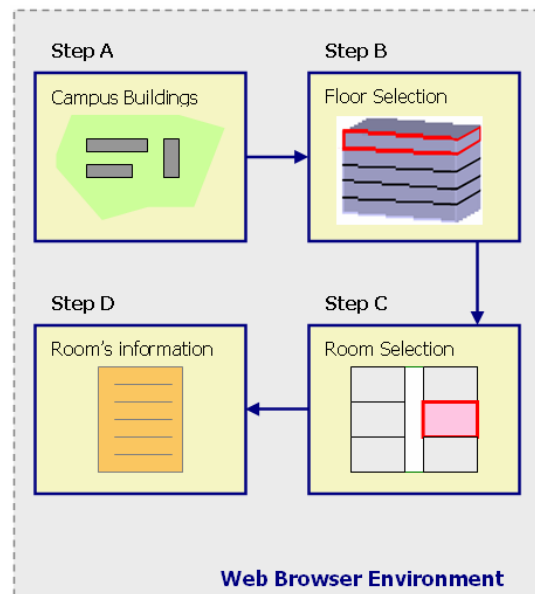 Step A
Campus Buildings
Step B
Floor Selection
Step D
Room's information
Step C
Room Selection
Web Browser Environment